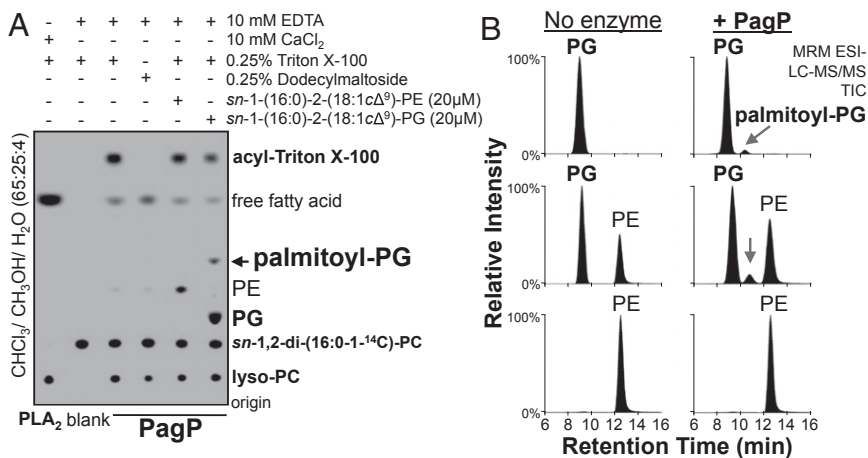 A
- + + + + + 10 mM EDTA
+ - - - - - 10 mM CaCl₂
+ + + - + + 0.25% Triton X-100
- - - + - - 0.25% Dodecylmaltoside
- - - - + - sn-1-(16:0)-2-(18:1cΔ⁹)-PE (20μM)
- - - - - + sn-1-(16:0)-2-(18:1cΔ⁹)-PG (20μM)
CHCl₃/ CH₃OH/ H₂O (65:25:4)
acyl-Triton X-100
free fatty acid
palmitoyl-PG
PE
PG
sn-1,2-di-(16:0-1-¹⁴C)-PC
lyso-PC
origin
PLA₂ blank
PagP
B
No enzyme + PagP
MRM ESI-
LC-MS/MS
TIC
Relative Intensity
100% PG 100% PG
palmitoyl-PG
0% 0%
100% PG 100% PG
PE PE
0% 0%
100% PE 100% PE
0% 0%
6 8 10 12 14 16 6 8 10 12 14 16
Retention Time (min)